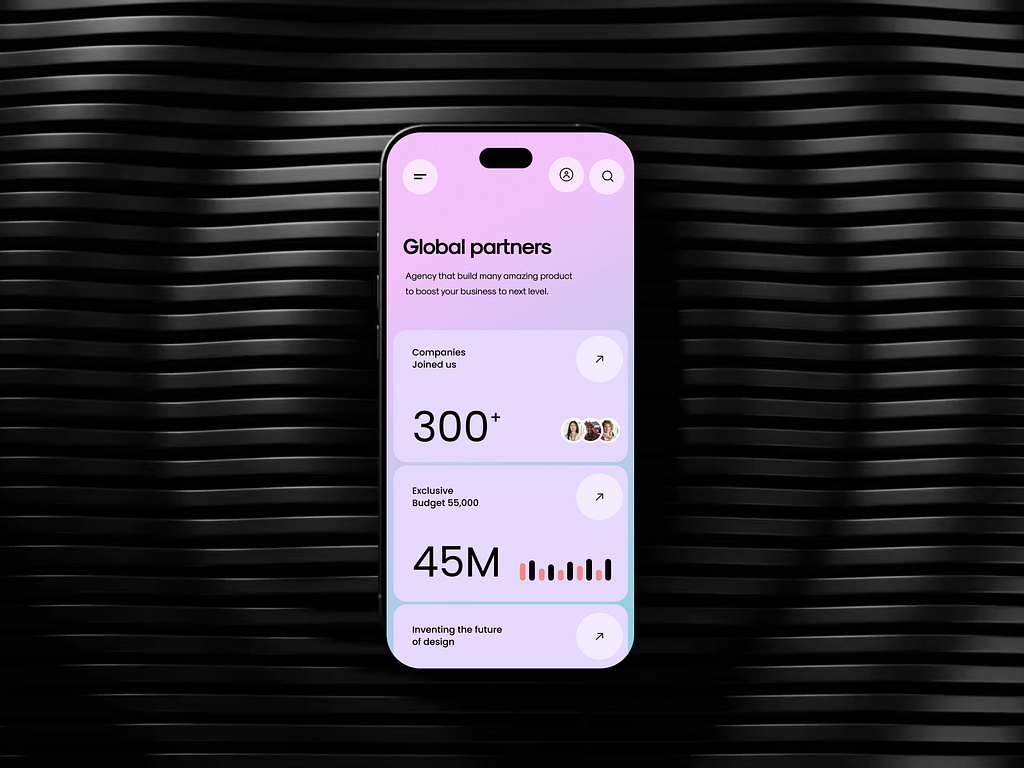 Global partners
Agency that build many amazing product
to boost your business to next level.
Companies
Joined us
300+
Exclusive
Budget 55,000
45M
Inventing the future
of design